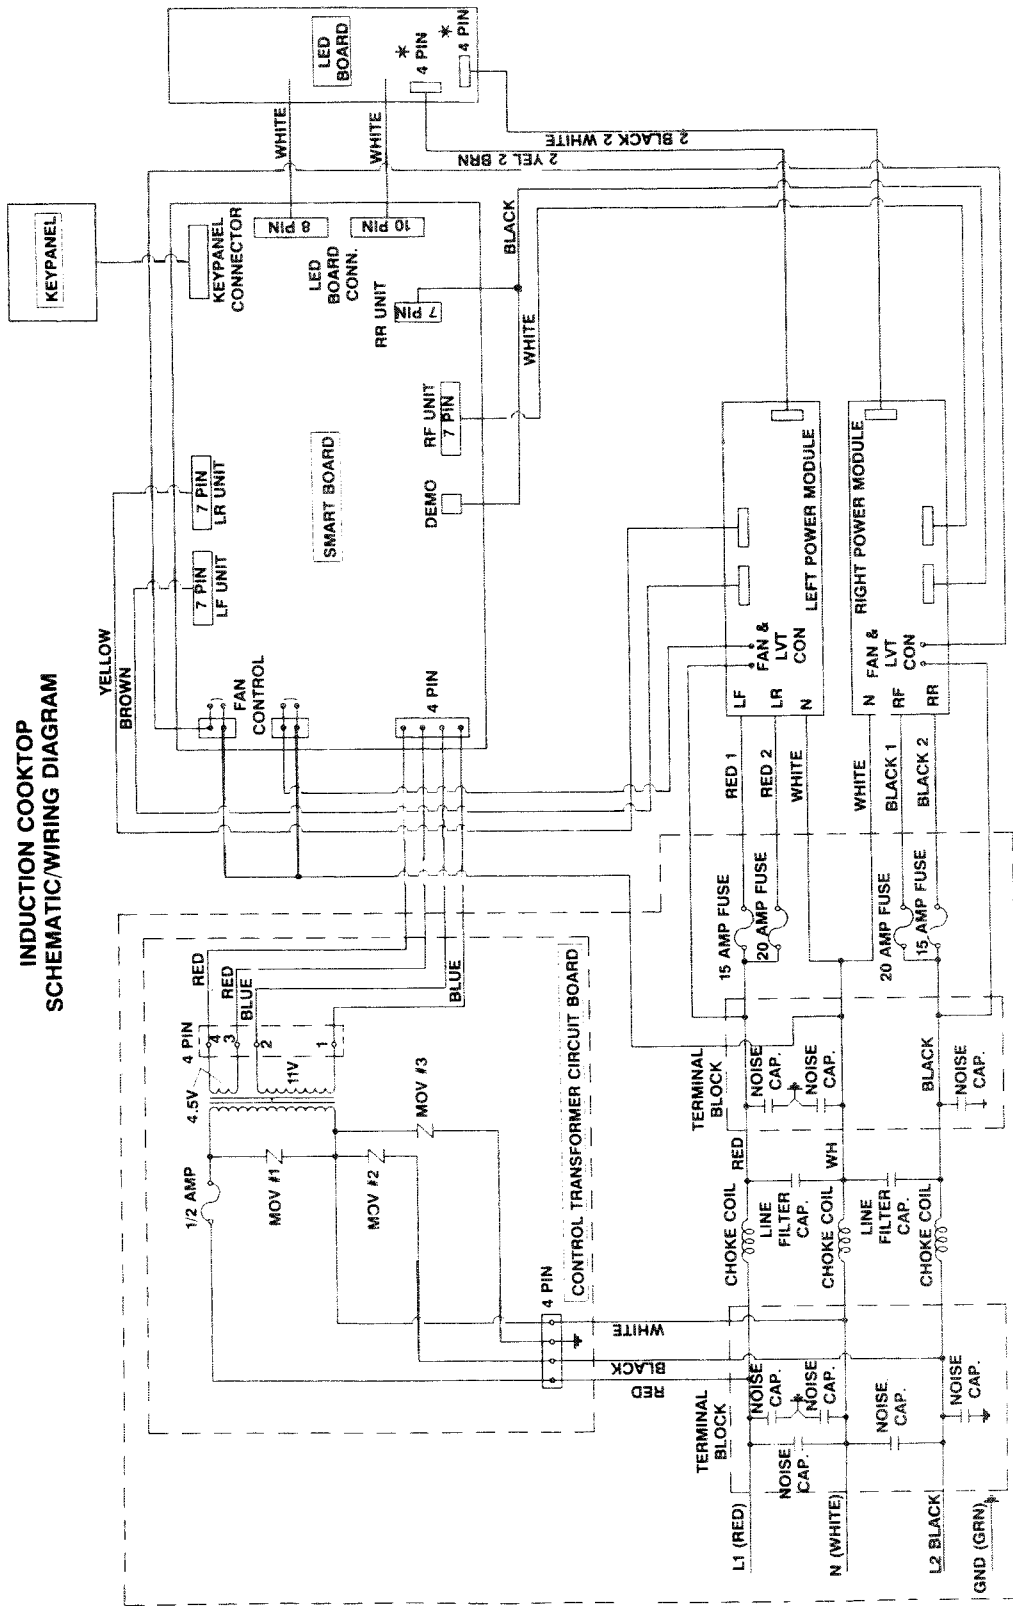 INDUCTION COOKTOP
SCHEMATIC/WIRING DIAGRAM
KEYPANEL
LED
BOARD
4 PIN
*
4 PIN
*
WHITE
WHITE
2 BLACK 2 WHITE
2 YEL 2 BRN
KEYPANEL
CONNECTOR
8 PIN
10 PIN
LED
BOARD
CONN.
RR UNIT
7 PIN
BLACK
WHITE
RF UNIT
7 PIN
DEMO
SMART BOARD
7 PIN
LR UNIT
7 PIN
LF UNIT
YELLOW
BROWN
FAN
CONTROL
4 PIN
LEFT POWER MODULE
FAN &
LVT
CON
LF
LR
N
RIGHT POWER MODULE
FAN &
LVT
CON
N
RF
RR
RED 1
RED 2
WHITE
WHITE
BLACK 1
BLACK 2
15 AMP FUSE
20 AMP FUSE
20 AMP FUSE
15 AMP FUSE
RED
RED
BLUE
BLUE
4 PIN
4
3
2
1
4.5V
11V
1/2 AMP
MOV #1
MOV #2
MOV #3
CONTROL TRANSFORMER CIRCUIT BOARD
4 PIN
WHITE
BLACK
RED
TERMINAL
BLOCK
NOISE
CAP.
NOISE
CAP.
BLACK
NOISE
CAP.
RED
WH
CHOKE COIL
LINE
FILTER
CAP.
CHOKE COIL
LINE
FILTER
CAP.
CHOKE COIL
TERMINAL
BLOCK
NOISE
CAP.
NOISE
CAP.
NOISE
CAP.
NOISE
CAP.
NOISE
CAP.
L1 (RED)
N (WHITE)
L2 BLACK
GND (GRN)